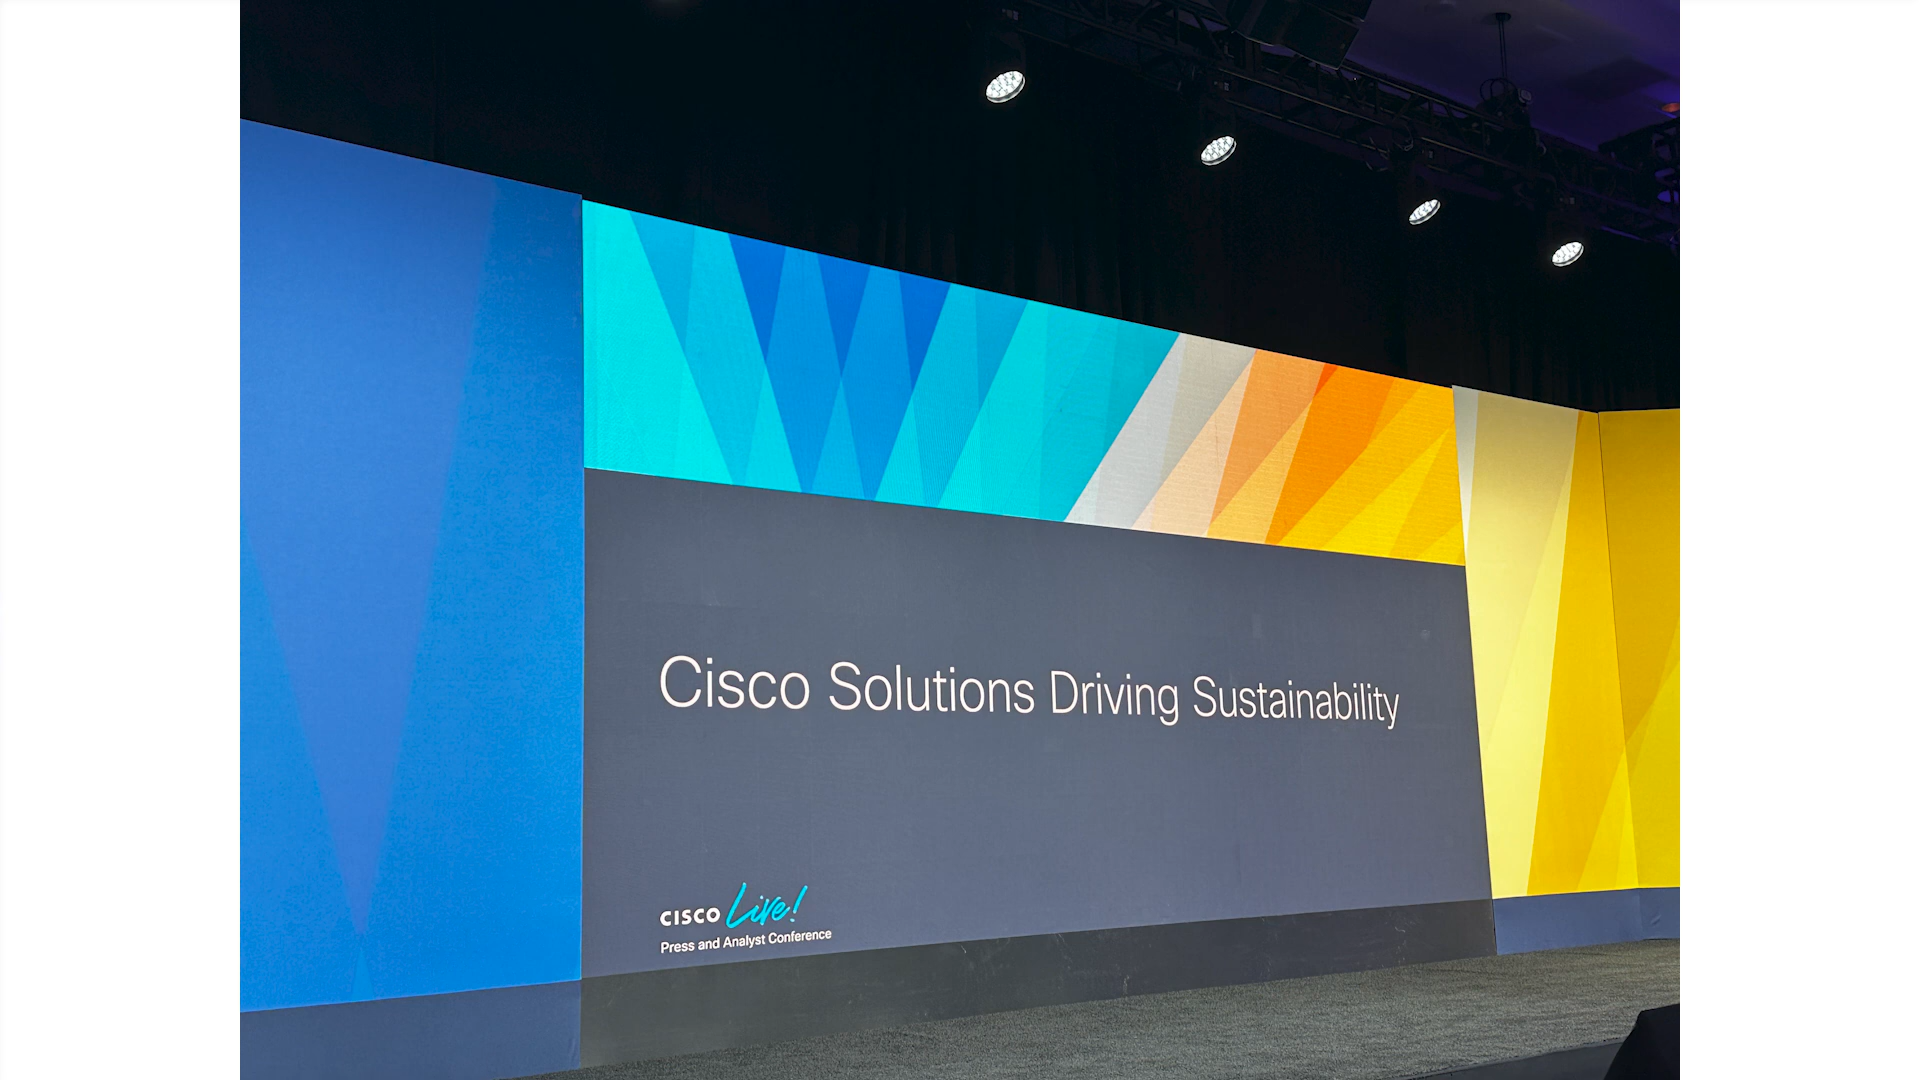 Cisco Solutions Driving Sustainability
CISCO Live!
Press and Analyst Conference